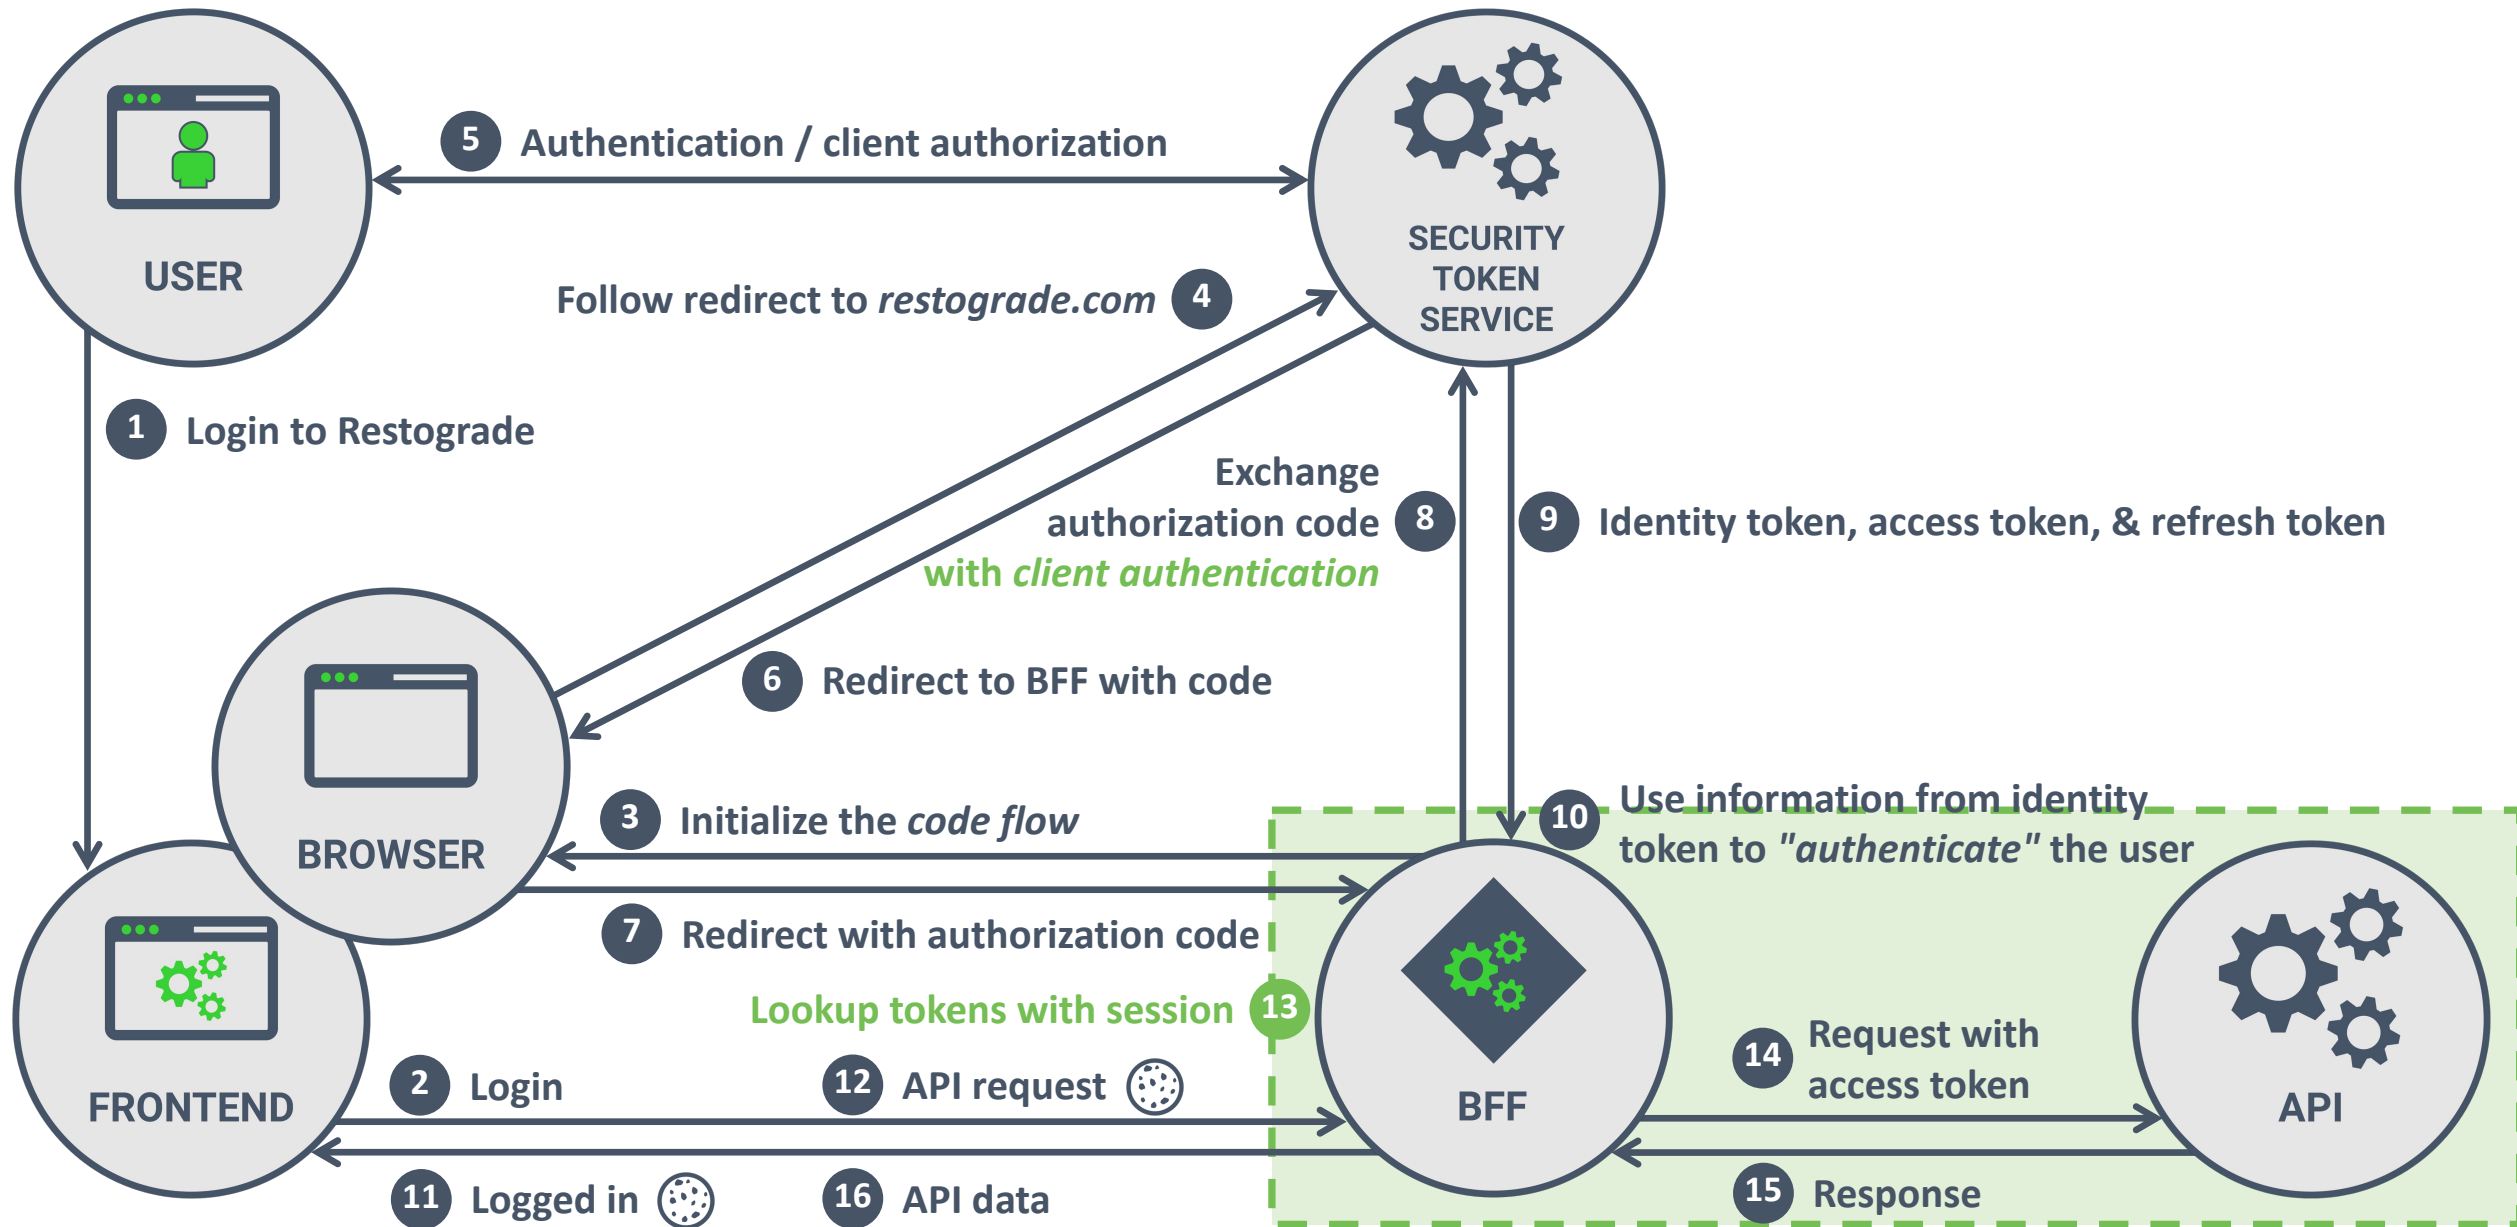 USER
5 Authentication / client authorization
SECURITY
TOKEN
SERVICE
Follow redirect to restograde.com 4
1 Login to Restograde
Exchange
authorization code
with client authentication
8
9 Identity token, access token, & refresh token
6 Redirect to BFF with code
BROWSER
3 Initialize the code flow
10 Use information from identity
token to "authenticate" the user
7 Redirect with authorization code
Lookup tokens with session 13
FRONTEND
2 Login
12 API request
BFF
14 Request with
access token
API
11 Logged in
16 API data
15 Response